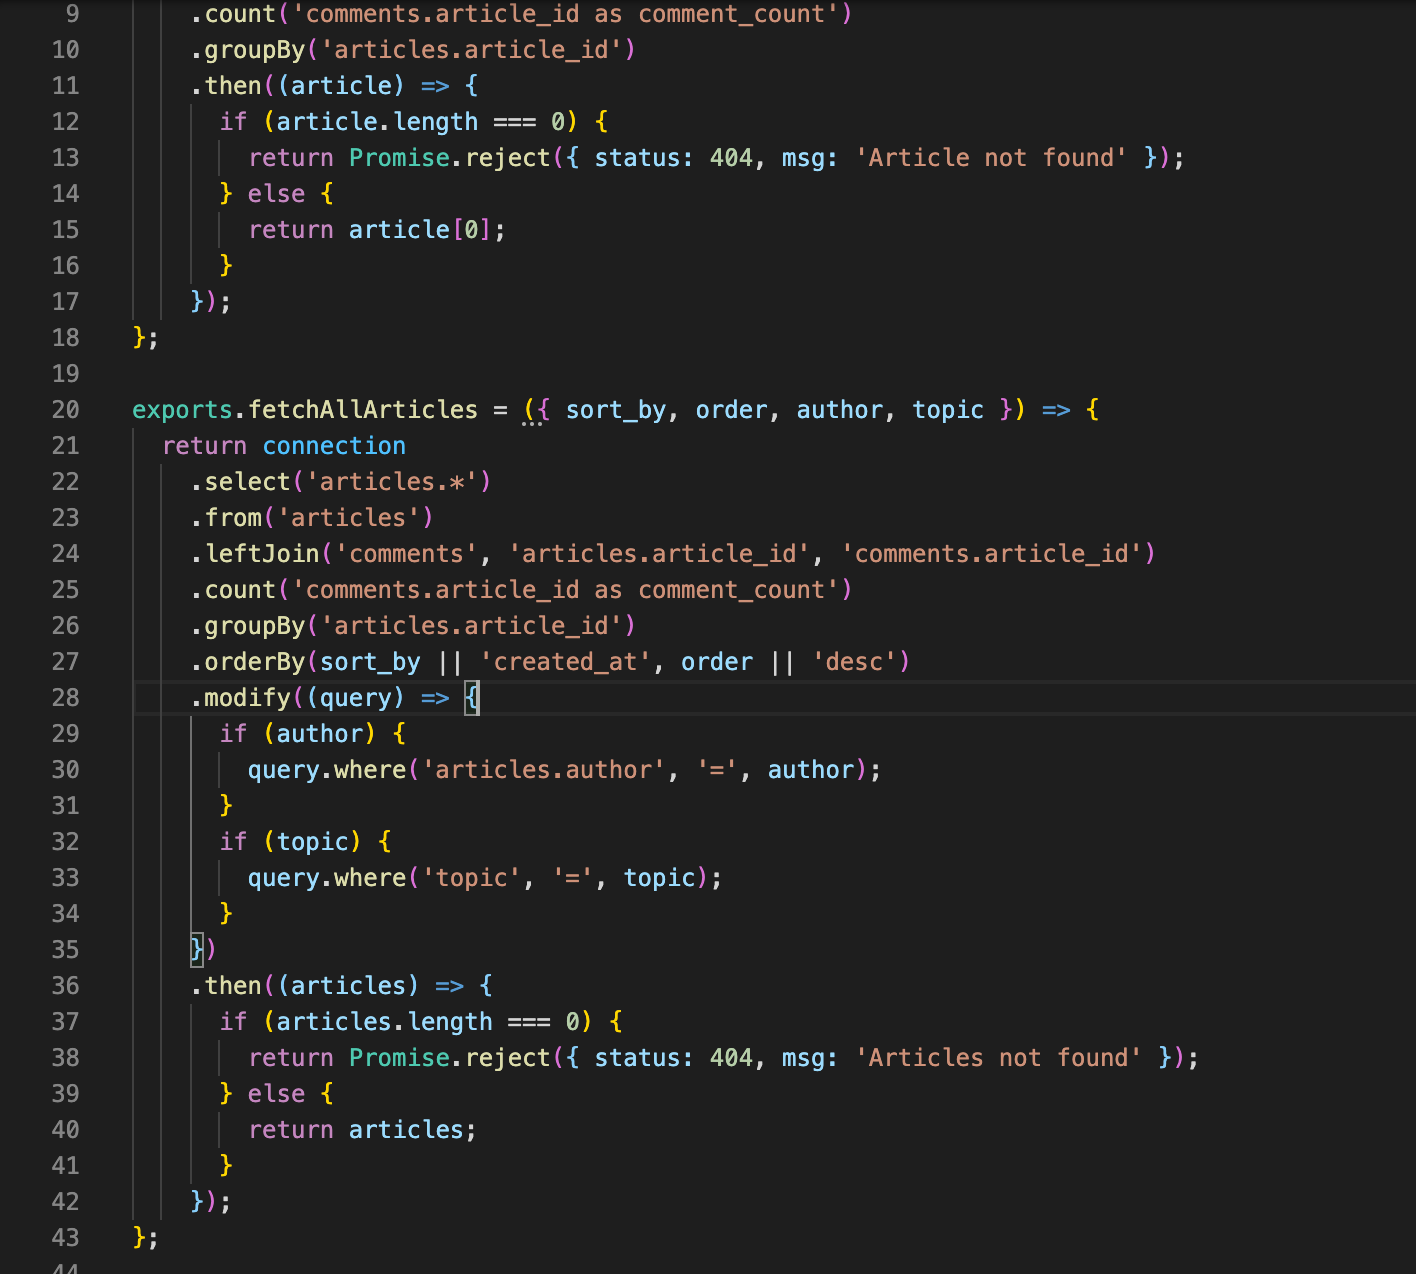 9 .count('comments.article_id as comment_count')
10 .groupBy('articles.article_id')
11 .then((article) => {
12 if (article.length === 0) {
13 return Promise.reject({ status: 404, msg: 'Article not found' });
14 } else {
15 return article[0];
16 }
17 });
18 };
19
20 exports.fetchAllArticles = ({ sort_by, order, author, topic }) => {
21 return connection
22 .select('articles.*')
23 .from('articles')
24 .leftJoin('comments', 'articles.article_id', 'comments.article_id')
25 .count('comments.article_id as comment_count')
26 .groupBy('articles.article_id')
27 .orderBy(sort_by || 'created_at', order || 'desc')
28 .modify((query) => {
29 if (author) {
30 query.where('articles.author', '=', author);
31 }
32 if (topic) {
33 query.where('topic', '=', topic);
34 }
35 })
36 .then((articles) => {
37 if (articles.length === 0) {
38 return Promise.reject({ status: 404, msg: 'Articles not found' });
39 } else {
40 return articles;
41 }
42 });
43 };
44